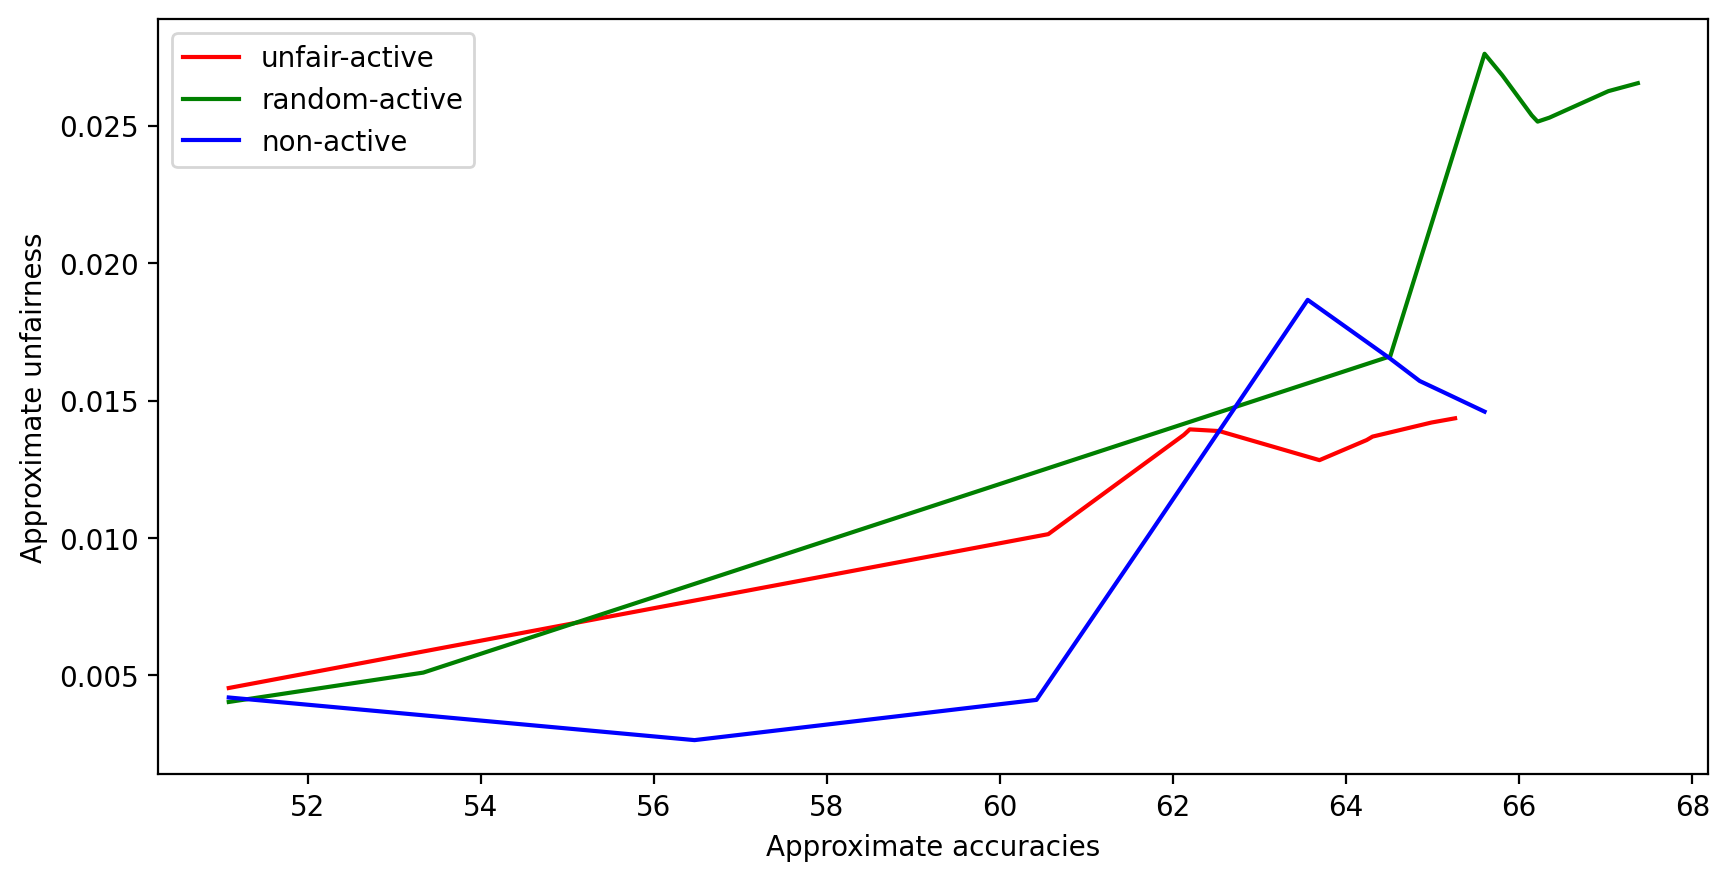 unfair-active
random-active
non-active
Approximate unfairness
0.025
0.020
0.015
0.010
0.005
52 54 56 58 60 62 64 66 68
Approximate accuracies